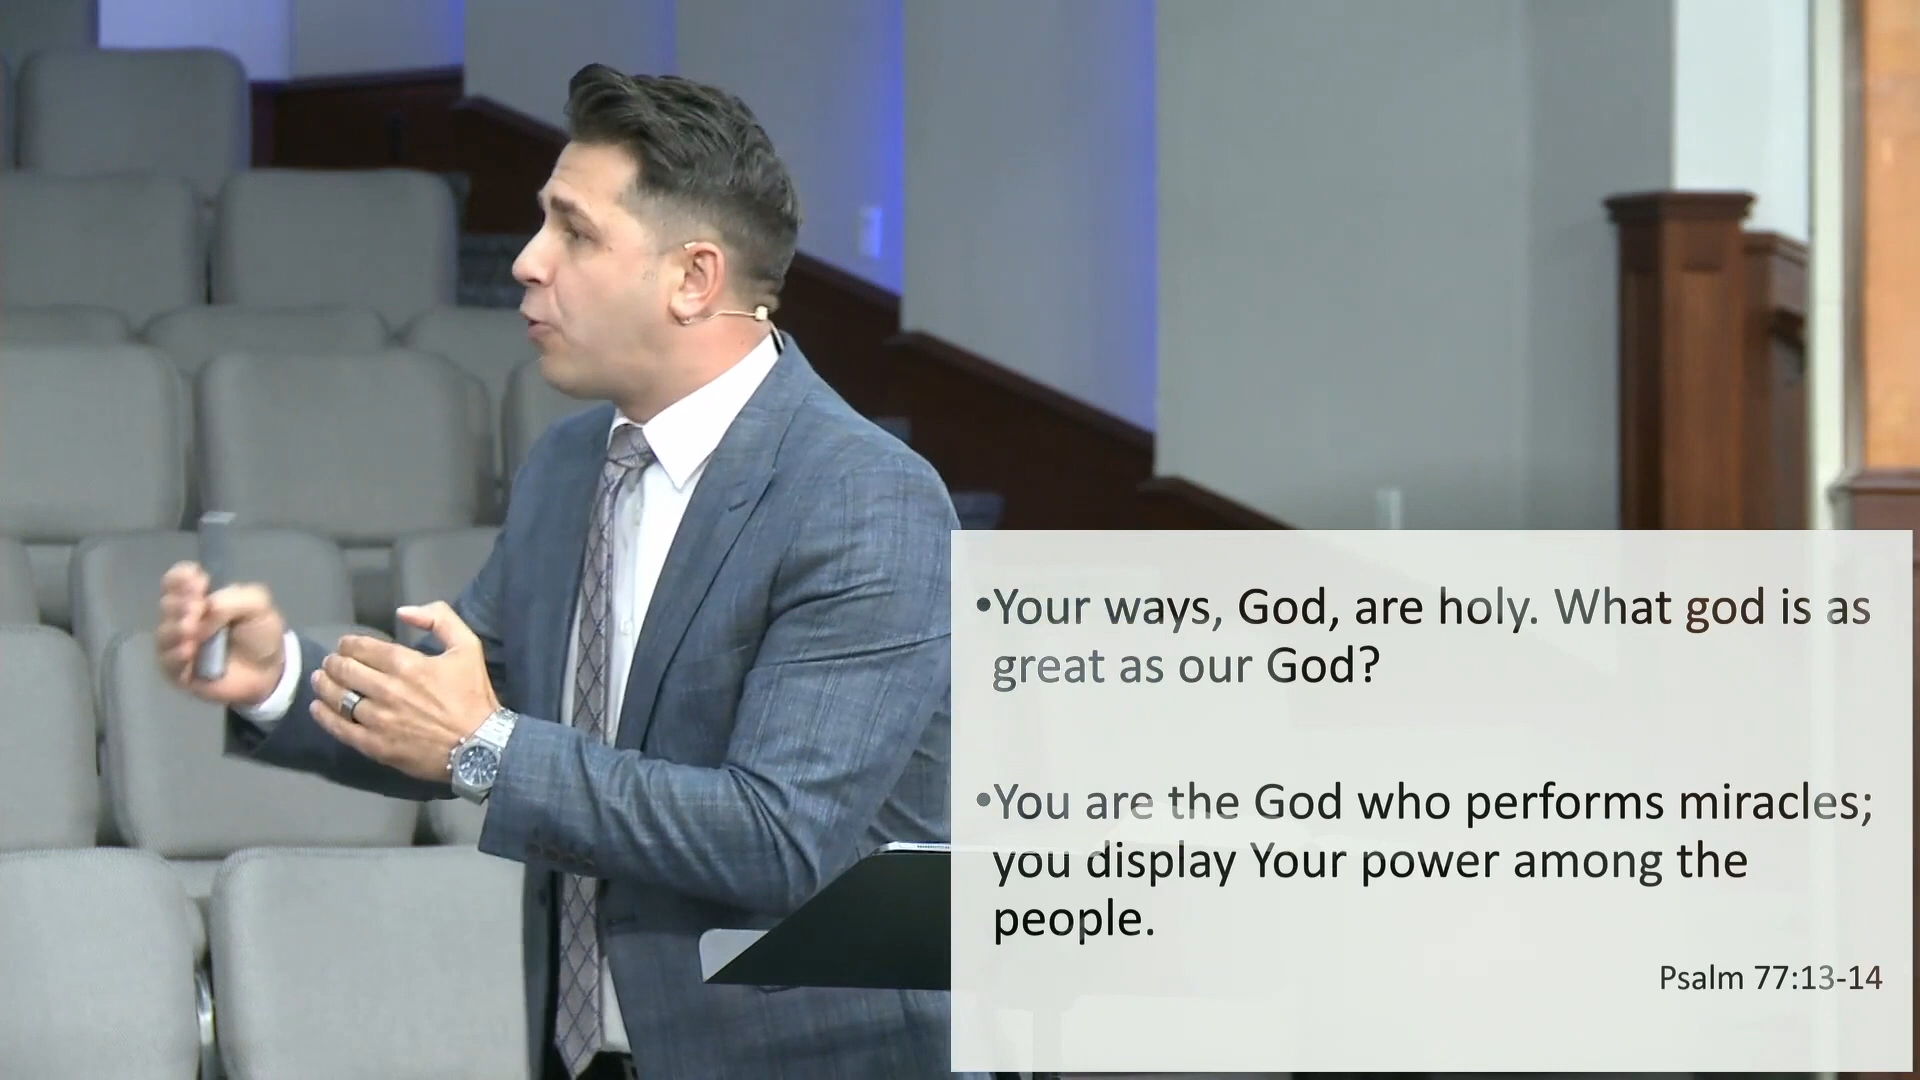 •Your ways, God, are holy. What god is as
great as our God?
•You are the God who performs miracles;
you display Your power among the
people.
Psalm 77:13-14